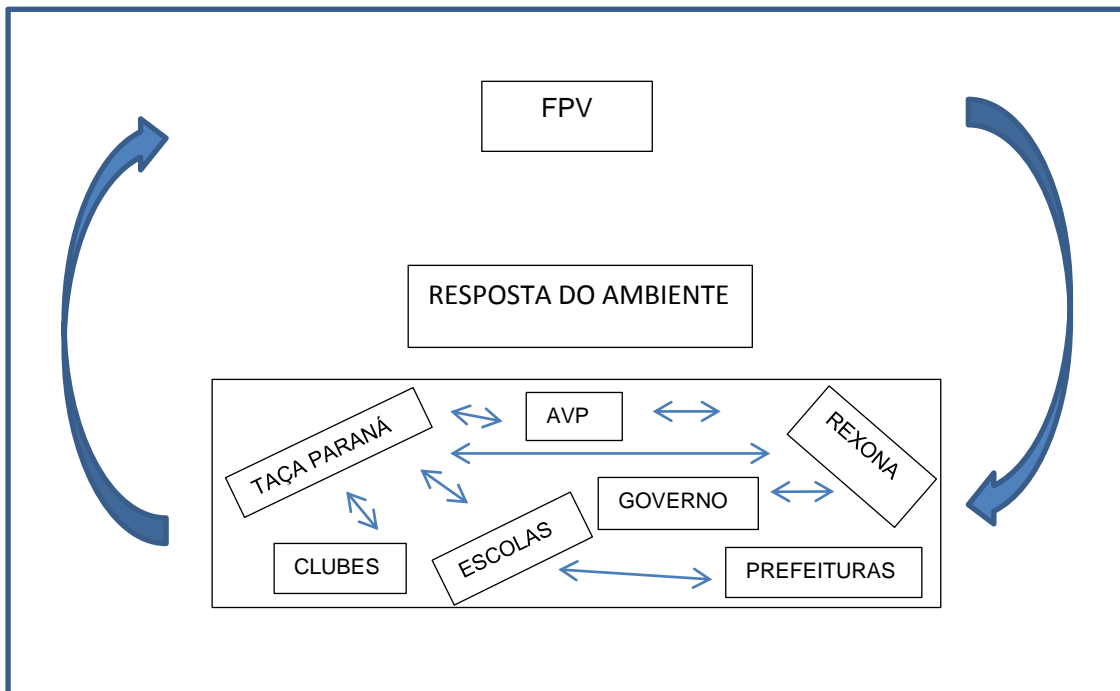 FPV
RESPOSTA DO AMBIENTE
TAÇA PARANÁ
AVP
REXONA
GOVERNO
CLUBES
ESCOLAS
PREFEITURAS